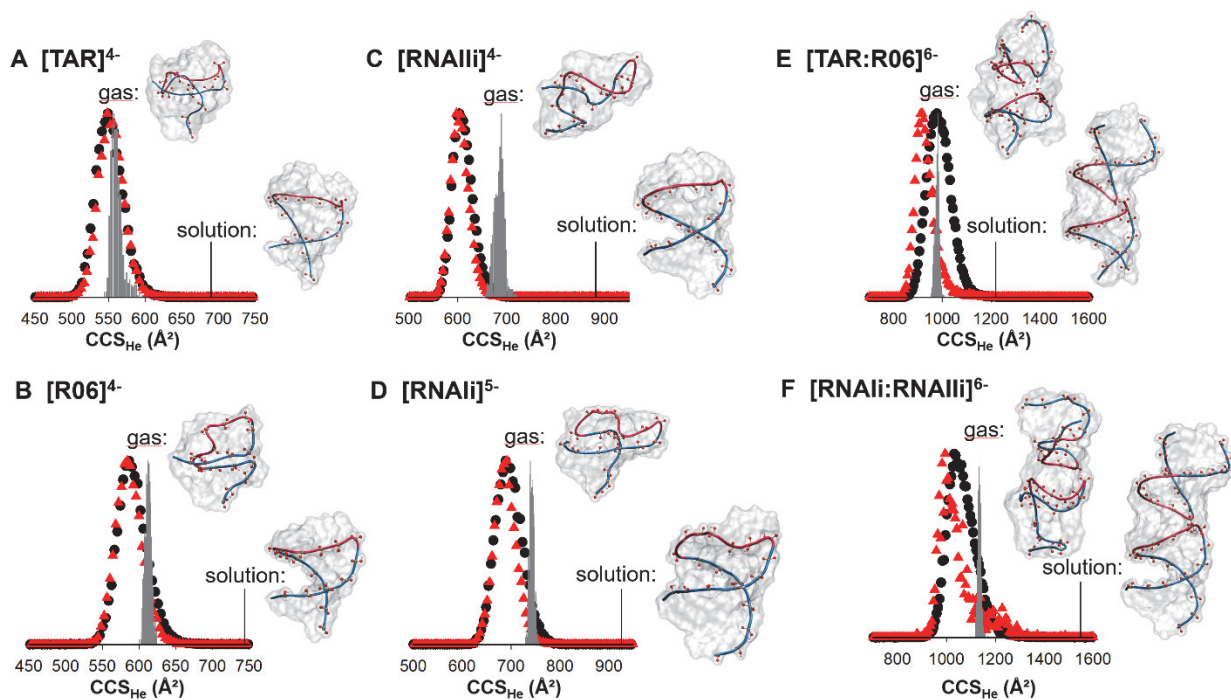 A [TAR]4-
gas:
solution:
450 500 550 600 650 700 750
CCSHe (Å²)
C [RNAIIi]4-
gas:
solution:
500 600 700 800 900
CCSHe (Å²)
E [TAR:R06]6-
gas:
solution:
800 1000 1200 1400 1600
CCSHe (Å²)
B [R06]4-
gas:
solution:
450 500 550 600 650 700 750
CCSHe (Å²)
D [RNAIi]5-
gas:
solution:
500 600 700 800 900
CCSHe (Å²)
F [RNAIi:RNAIIi]6-
gas:
solution:
800 1000 1200 1400 1600
CCSHe (Å²)